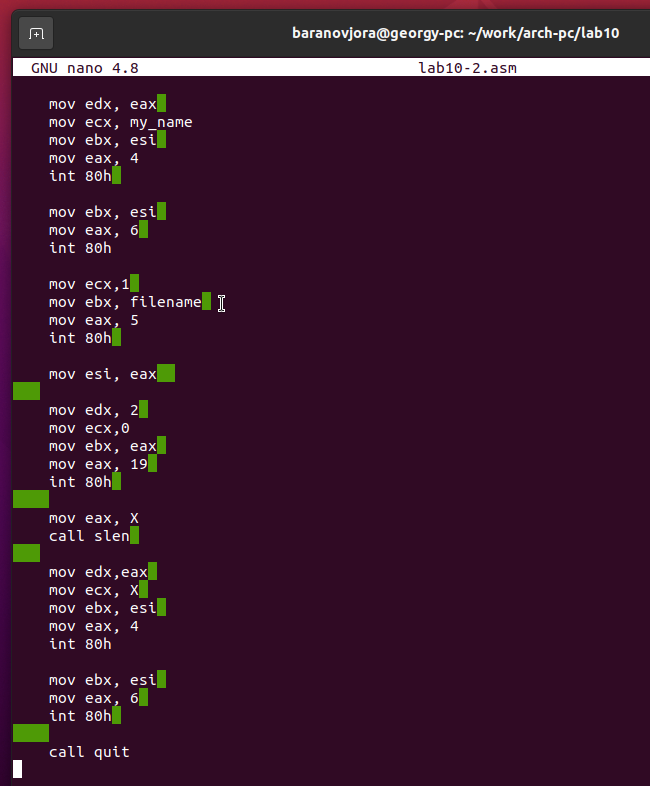 baranovjora@georgy-pc: ~/work/arch-pc/lab10
GNU nano 4.8 lab10-2.asm
mov edx, eax
mov ecx, my_name
mov ebx, esi
mov eax, 4
int 80h
mov ebx, esi
mov eax, 6
int 80h
mov ecx,1
mov ebx, filename
mov eax, 5
int 80h
mov esi, eax
mov edx, 2
mov ecx,0
mov ebx, eax
mov eax, 19
int 80h
mov eax, X
call slen
mov edx,eax
mov ecx, X
mov ebx, esi
mov eax, 4
int 80h
mov ebx, esi
mov eax, 6
int 80h
call quit